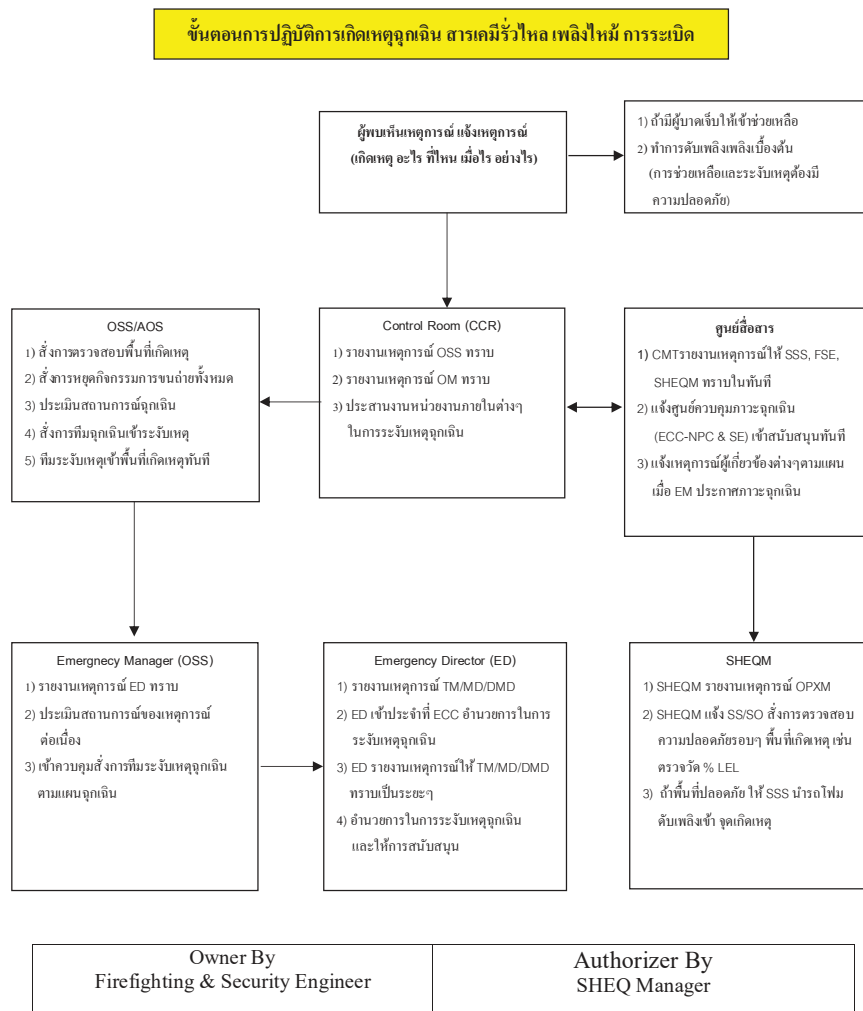 ขั้นตอนการปฏิบัติการเกิดเหตุฉุกเฉิน สารเคมีรั่วไหล เพลิงไหม้ การระเบิด
ผู้พบเห็นเหตุการณ์ แจ้งเหตุการณ์
(เกิดเหตุ อะไร ที่ไหน เมื่อไร อย่างไร)
1) ถ้ามีผู้บาดเจ็บให้เข้าช่วยเหลือ
2) ทำการดับเพลิงเพลิงเบื้องต้น
(การช่วยเหลือและระงับเหตุต้องมี
ความปลอดภัย)
OSS/AOS
1) สั่งการตรวจสอบพื้นที่เกิดเหตุ
2) สั่งการหยุดกิจกรรมการขนถ่ายทั้งหมด
3) ประเมินสถานการณ์ฉุกเฉิน
4) สั่งการทีมฉุกเฉินเข้าระงับเหตุ
5) ทีมระงับเหตุเข้าพื้นที่เกิดเหตุทันที
Control Room (CCR)
1) รายงานเหตุการณ์ OSS ทราบ
2) รายงานเหตุการณ์ OM ทราบ
3) ประสานงานหน่วยงานภายในต่างๆ
ในการระงับเหตุฉุกเฉิน
ศูนย์สื่อสาร
1) CMTรายงานเหตุการณ์ให้ SSS, FSE,
SHEQM ทราบในทันที
2) แจ้งศูนย์ควบคุมภาวะฉุกเฉิน
(ECC-NPC & SE) เข้าสนับสนุนทันที
3) แจ้งเหตุการณ์ผู้เกี่ยวข้องต่างๆตามแผน
เมื่อ EM ประกาศภาวะฉุกเฉิน
Emergnecy Manager (OSS)
1) รายงานเหตุการณ์ ED ทราบ
2) ประเมินสถานการณ์ของเหตุการณ์
ต่อเนื่อง
3) เข้าควบคุมสั่งการทีมระงับเหตุฉุกเฉิน
ตามแผนฉุกเฉิน
Emergency Director (ED)
1) รายงานเหตุการณ์ TM/MD/DMD
2) ED เข้าประจำที่ ECC อำนวยการในการ
ระงับเหตุฉุกเฉิน
3) ED รายงานเหตุการณ์ให้ TM/MD/DMD
ทราบเป็นระยะๆ
4) อำนวยการในการระงับเหตุฉุกเฉิน
และให้การสนับสนุน
SHEQM
1) SHEQM รายงานเหตุการณ์ OPXM
2) SHEQM แจ้ง SS/SO สั่งการตรวจสอบ
ความปลอดภัยรอบๆ พื้นที่เกิดเหตุ เช่น
ตรวจวัด % LEL
3) ถ้าพื้นที่ปลอดภัย ให้ SSS นำรถโฟม
ดับเพลิงเข้า จุดเกิดเหตุ
Owner By
Firefighting & Security Engineer
Authorizer By
SHEQ Manager